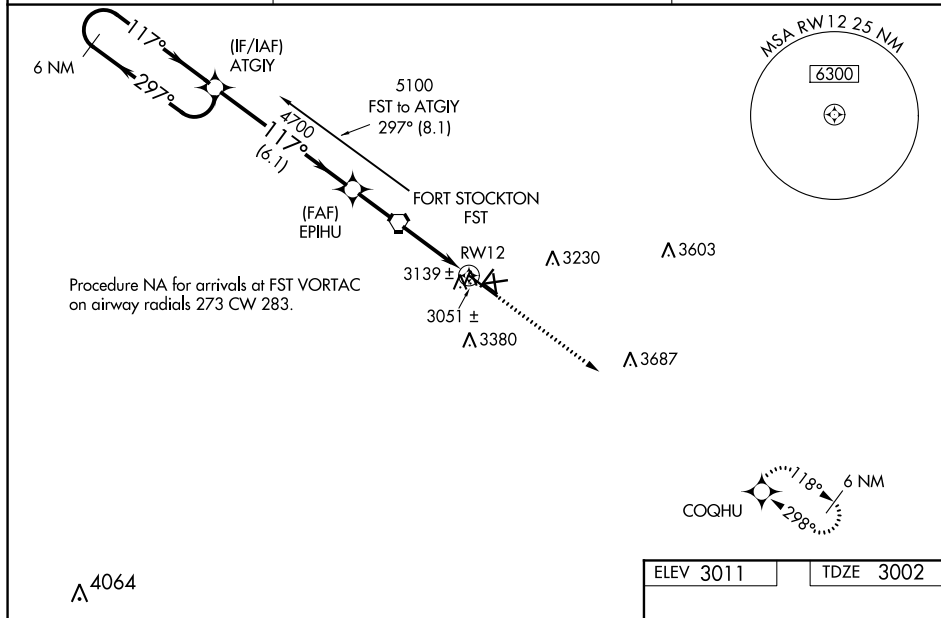 117°
297°
6 NM
(IF/IAF)
ATGIY
5100
FST to ATGIY
297° (8.1)
4700
117°
(6.1)
(FAF)
EPIHU
FORT STOCKTON
FST
RW12
3139 ±
3051 ±
3230
3603
3380
3687
Procedure NA for arrivals at FST VORTAC
on airway radials 273 CW 283.
MSA RW12 25 NM
6300
COQHU
118°
298°
6 NM
4064
ELEV 3011
TDZE 3002